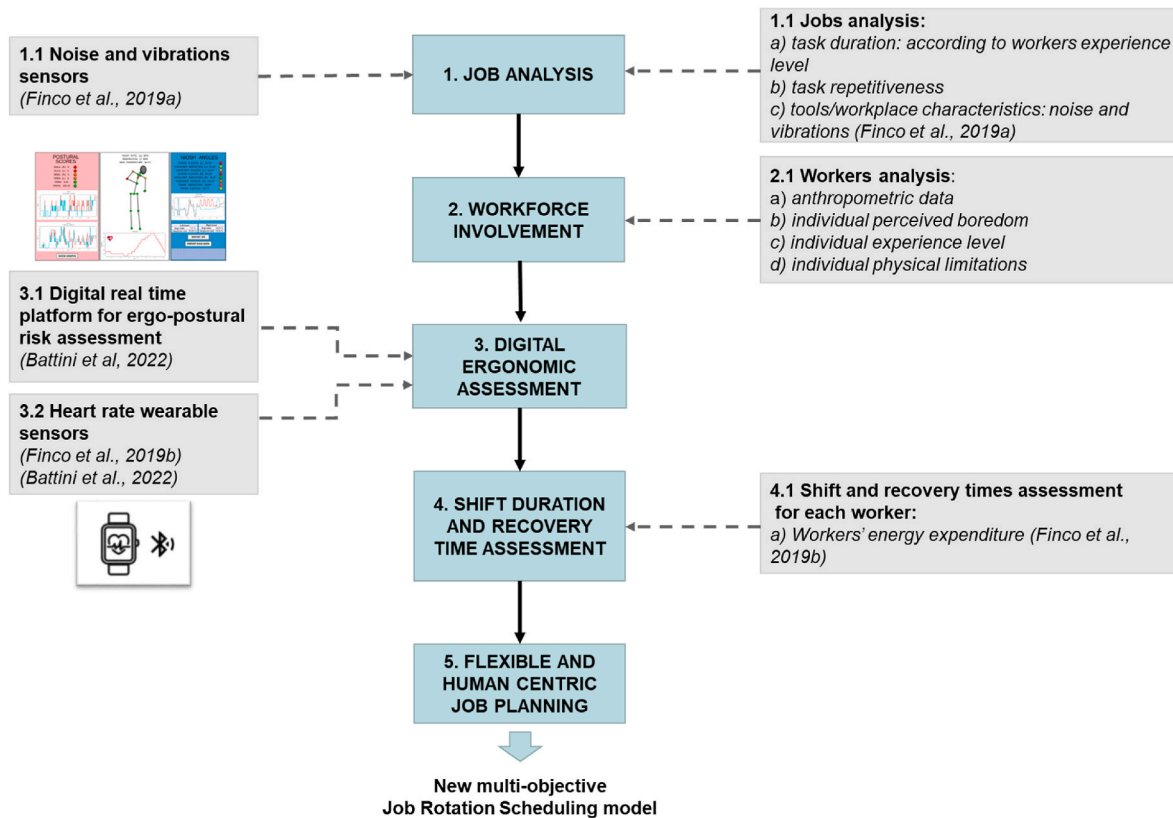 1.1 Noise and vibrations
sensors
(Finco et al., 2019a)
1. JOB ANALYSIS
1.1 Jobs analysis:
a) task duration: according to workers experience
level
b) task repetitiveness
c) tools/workplace characteristics: noise and
vibrations (Finco et al., 2019a)
POSTURAL
SCORES
2. WORKFORCE
INVOLVEMENT
2.1 Workers analysis:
a) anthropometric data
b) individual perceived boredom
c) individual experience level
d) individual physical limitations
3.1 Digital real time
platform for ergo-postural
risk assessment
(Battini et al, 2022)
3. DIGITAL
ERGONOMIC
ASSESSMENT
3.2 Heart rate wearable
sensors
(Finco et al., 2019b)
(Battini et al., 2022)
4. SHIFT DURATION
AND RECOVERY
TIME ASSESSMENT
4.1 Shift and recovery times assessment
for each worker:
a) Workers' energy expenditure (Finco et al.,
2019b)
5. FLEXIBLE AND
HUMAN CENTRIC
JOB PLANNING
New multi-objective
Job Rotation Scheduling model